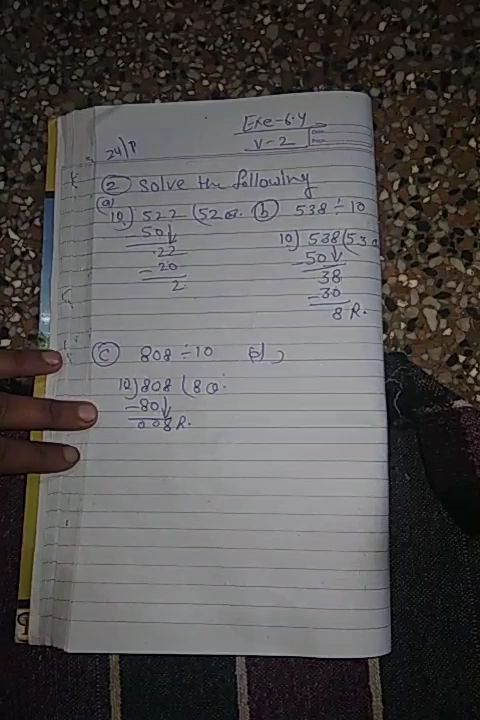 Exe-6.4
24/P V-2
② Solve the following
(a) 10) 522 (52 Q. (b) 538 ÷ 10
-50↓ 10) 538 (53 Q
22 -50↓
-20 38
2 -30
8 R.
(c) 808 ÷ 10
10) 808 (8 Q.
-80↓
008 R.